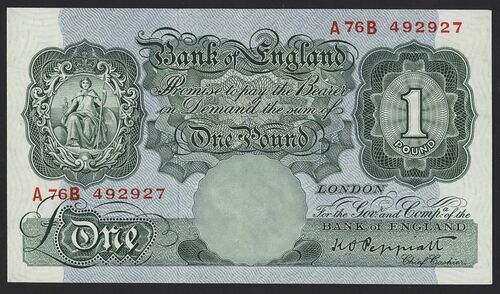 A76B 492927
Bank of England
Promise to pay the Bearer
on Demand the sum of
One Pound
1
POUND
A76B 492927
LONDON
For the Govr. and Compa. of the
BANK OF ENGLAND
£One
K O Peppiatt
Chief Cashier.